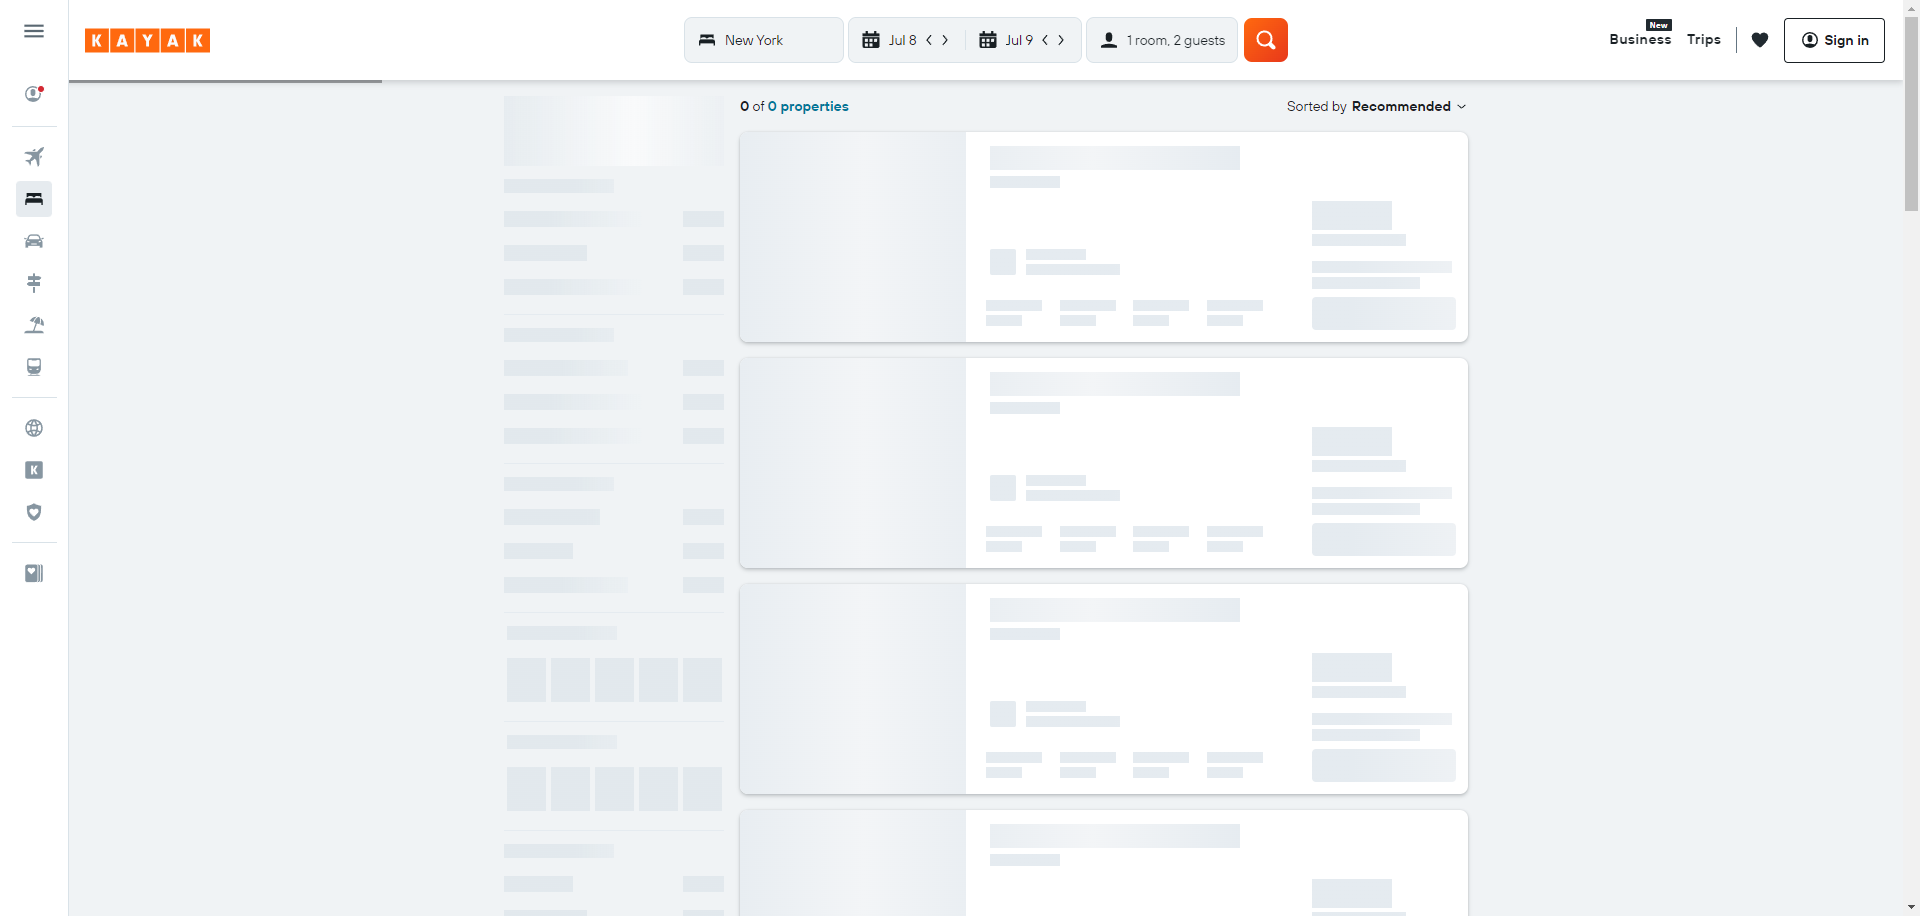 KAYAK
New York
Jul 8
Jul 9
1 room, 2 guests
New
Business
Trips
Sign in
0 of 0 properties
Sorted by Recommended
K